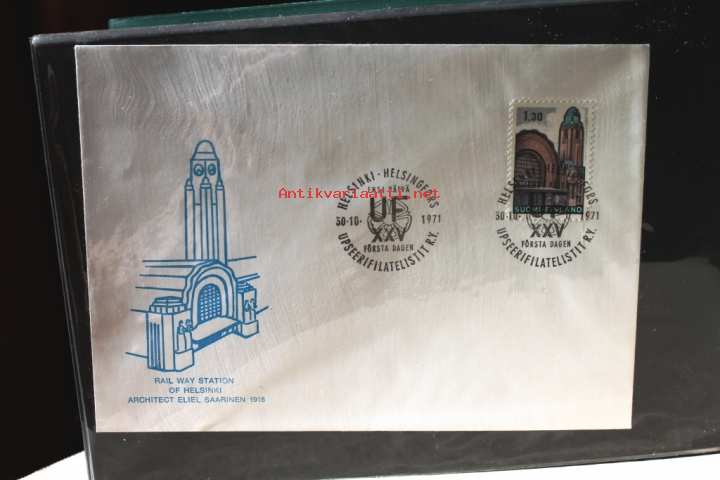 1,30
SUOMI-FINLAND
HELSINKI - HELSINGFORS
UF
30·10· 1971
XXV
FÖRSTA DAGEN
UPSEERIFILATELISTIT R.Y.
30-10 1971
XXV
FÖRSTA DAGEN
UPSEERIFILATELISTIT R.Y.
Antikvariaatti.net
RAIL WAY STATION
OF HELSINKI
ARCHITECT ELIEL SAARINEN 1918